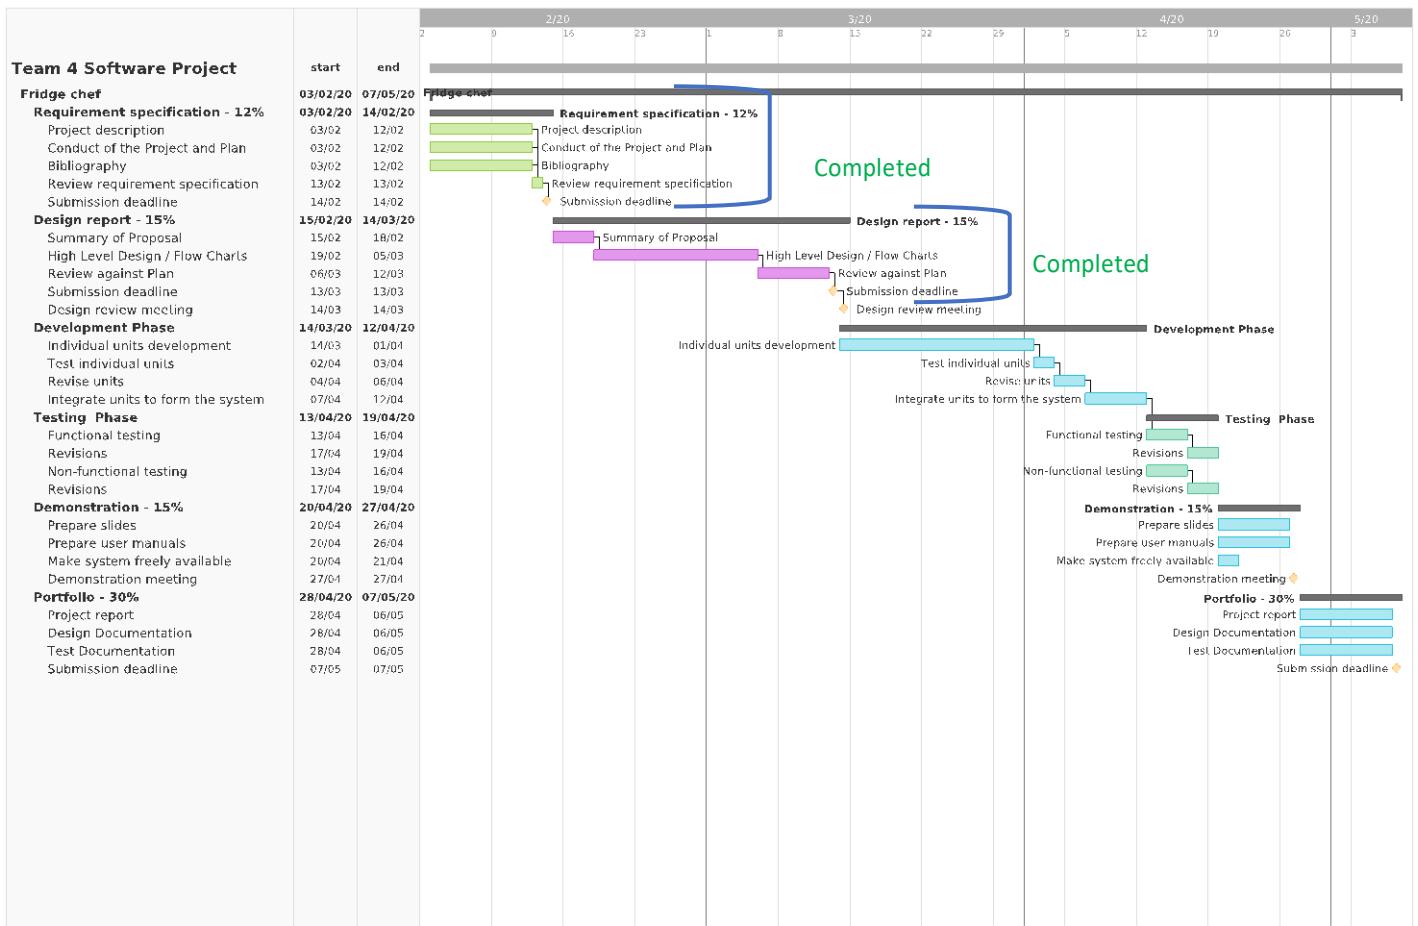 2/20 3/20 4/20 5/20
2 9 16 23 1 8 15 22 29 5 12 19 26 3
Team 4 Software Project start end
Fridge chef 03/02/20 07/05/20 Fridge chef
Requirement specification - 12% 03/02/20 14/02/20 Requirement specification - 12%
Project description 03/02 12/02 Project description
Conduct of the Project and Plan 03/02 12/02 Conduct of the Project and Plan
Bibliography 03/02 12/02 Bibliography
Completed
Review requirement specification 13/02 13/02 Review requirement specification
Submission deadline 14/02 14/02 Submission deadline
Design report - 15% 15/02/20 14/03/20 Design report - 15%
Summary of Proposal 15/02 18/02 Summary of Proposal
High Level Design / Flow Charts 19/02 05/03 High Level Design / Flow Charts
Completed
Review against Plan 06/03 12/03 Review against Plan
Submission deadline 13/03 13/03 Submission deadline
Design review meeting 14/03 14/03 Design review meeting
Development Phase 14/03/20 12/04/20 Development Phase
Individual units development 14/03 01/04 Individual units development
Test individual units 02/04 03/04 Test individual units
Revise units 04/04 06/04 Revise units
Integrate units to form the system 07/04 12/04 Integrate units to form the system
Testing Phase 13/04/20 19/04/20 Testing Phase
Functional testing 13/04 16/04 Functional testing
Revisions 17/04 19/04 Revisions
Non-functional testing 13/04 16/04 Non-functional testing
Revisions 17/04 19/04 Revisions
Demonstration - 15% 20/04/20 27/04/20 Demonstration - 15%
Prepare slides 20/04 26/04 Prepare slides
Prepare user manuals 20/04 26/04 Prepare user manuals
Make system freely available 20/04 21/04 Make system freely available
Demonstration meeting 27/04 27/04 Demonstration meeting
Portfolio - 30% 28/04/20 07/05/20 Portfolio - 30%
Project report 28/04 06/05 Project report
Design Documentation 28/04 06/05 Design Documentation
Test Documentation 28/04 06/05 Test Documentation
Submission deadline 07/05 07/05 Submission deadline